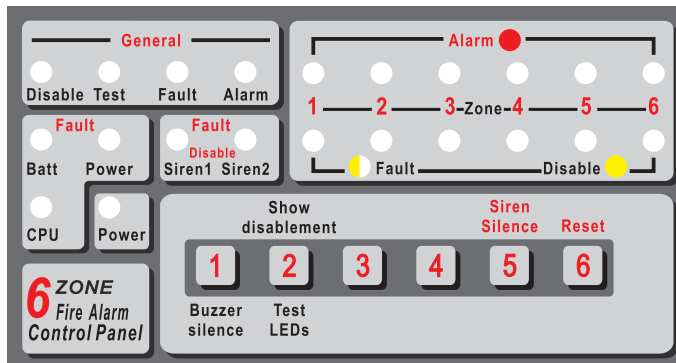 General
Disable Test Fault Alarm
Alarm
1 2 3 Zone 4 5 6
Fault Disable
Fault
Batt Power
CPU
Fault
Disable
Siren1 Siren2
Power
Show
disablement
Siren
Silence
Reset
1 2 3 4 5 6
Buzzer
silence
Test
LEDs
6 ZONE
Fire Alarm
Control Panel